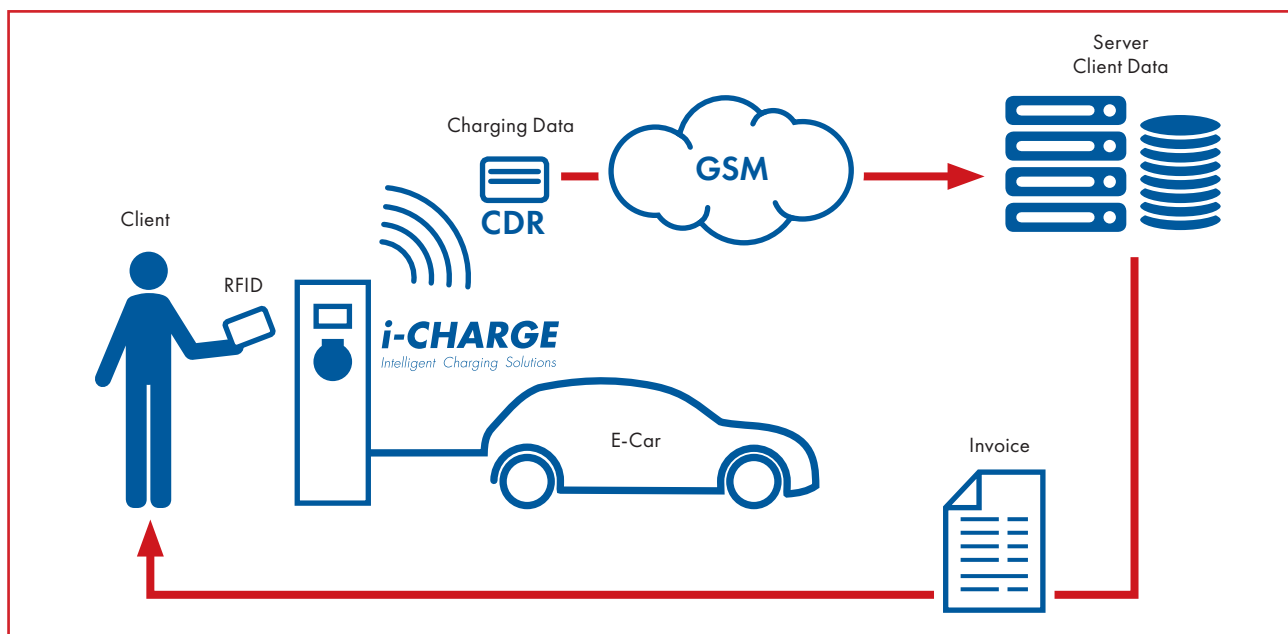 Server
Client Data
Charging Data
GSM
CDR
Client
RFID
i-CHARGE
Intelligent Charging Solutions
E-Car
Invoice